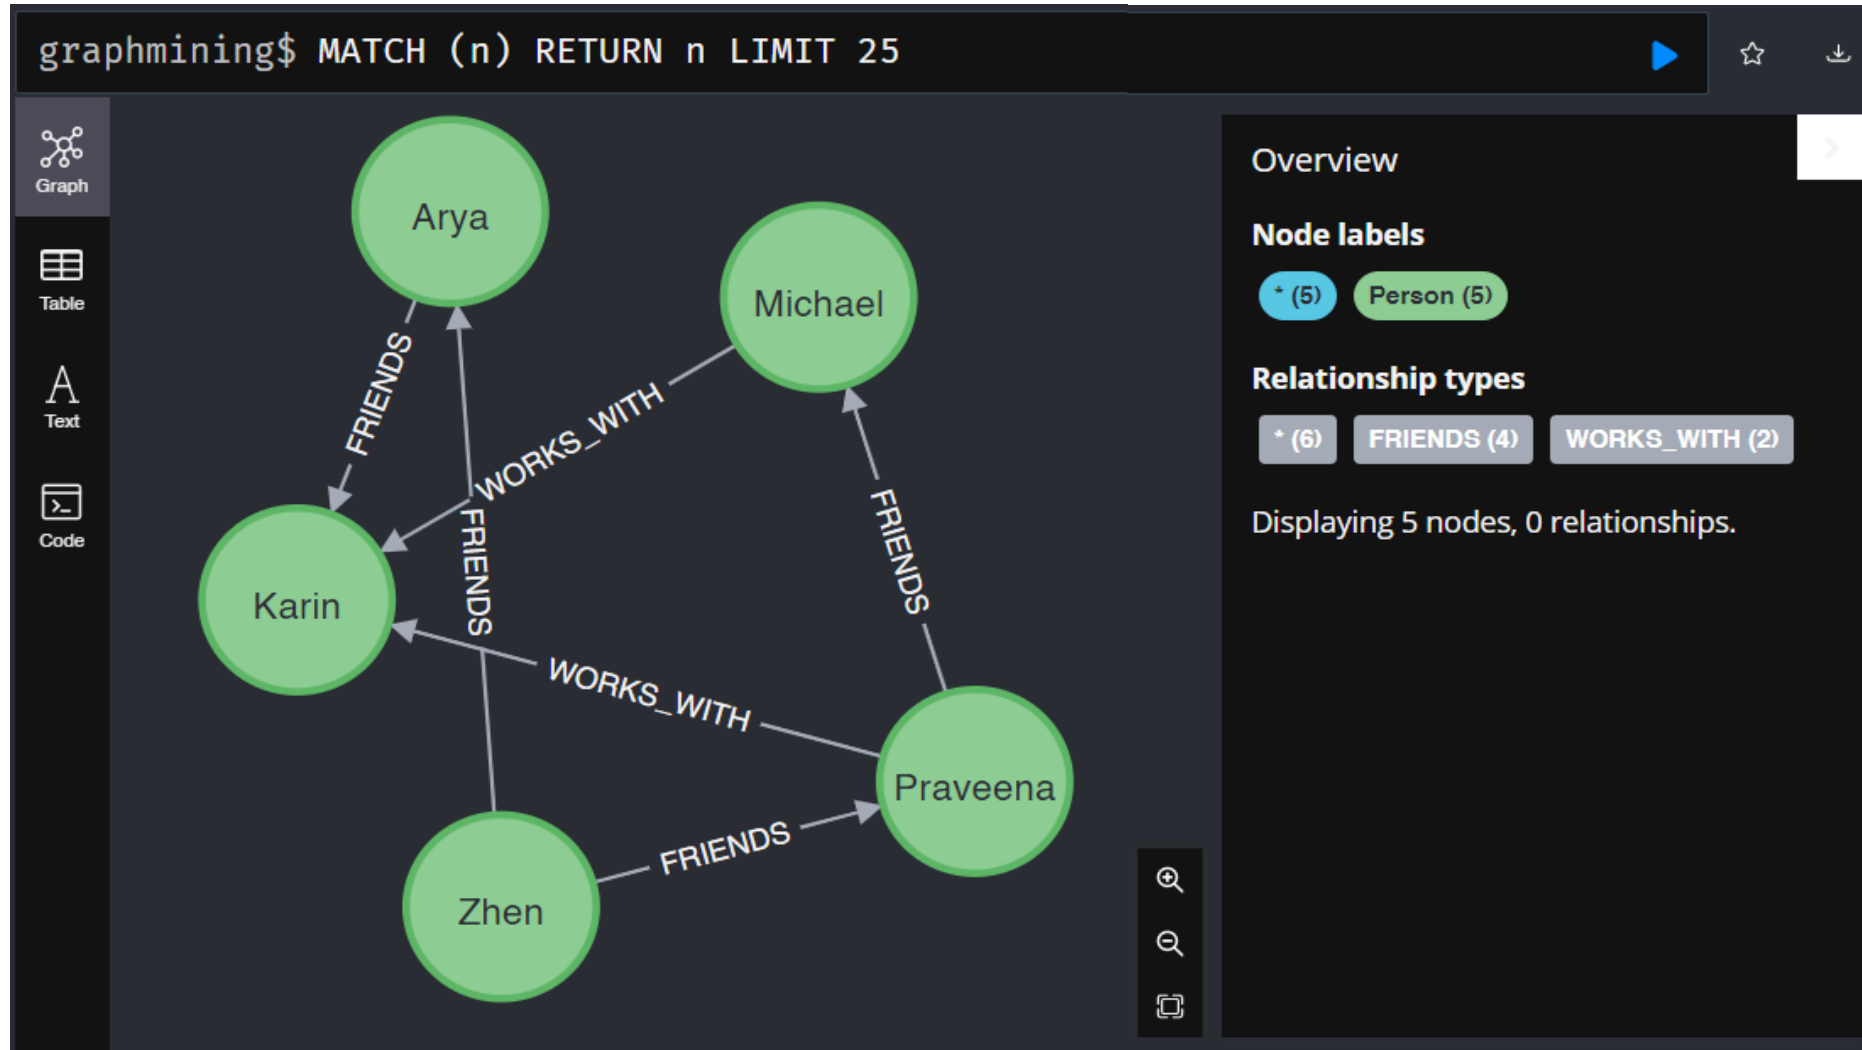 graphmining$ MATCH (n) RETURN n LIMIT 25
Graph
Table
Text
Code
Arya
Michael
FRIENDS
WORKS_WITH
FRIENDS
FRIENDS
Karin
WORKS_WITH
Praveena
FRIENDS
Zhen
Overview
Node labels
* (5) Person (5)
Relationship types
* (6) FRIENDS (4) WORKS_WITH (2)
Displaying 5 nodes, 0 relationships.